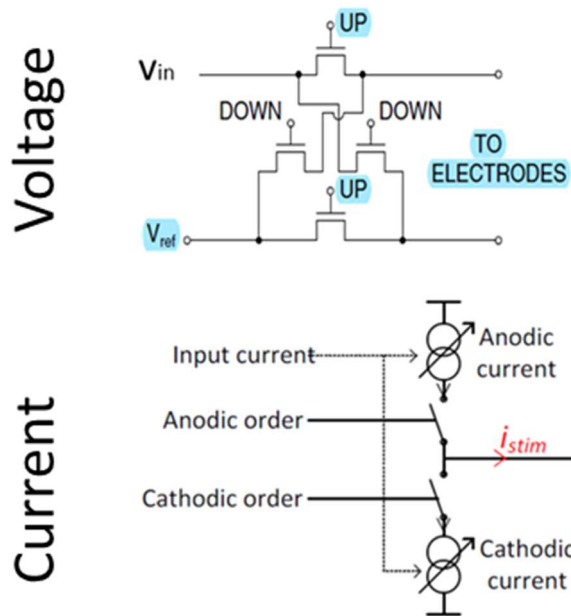 Voltage
UP
Vin
DOWN
DOWN
TO
ELECTRODES
UP
Vref
Current
Input current
Anodic
current
Anodic order
istim
Cathodic order
Cathodic
current